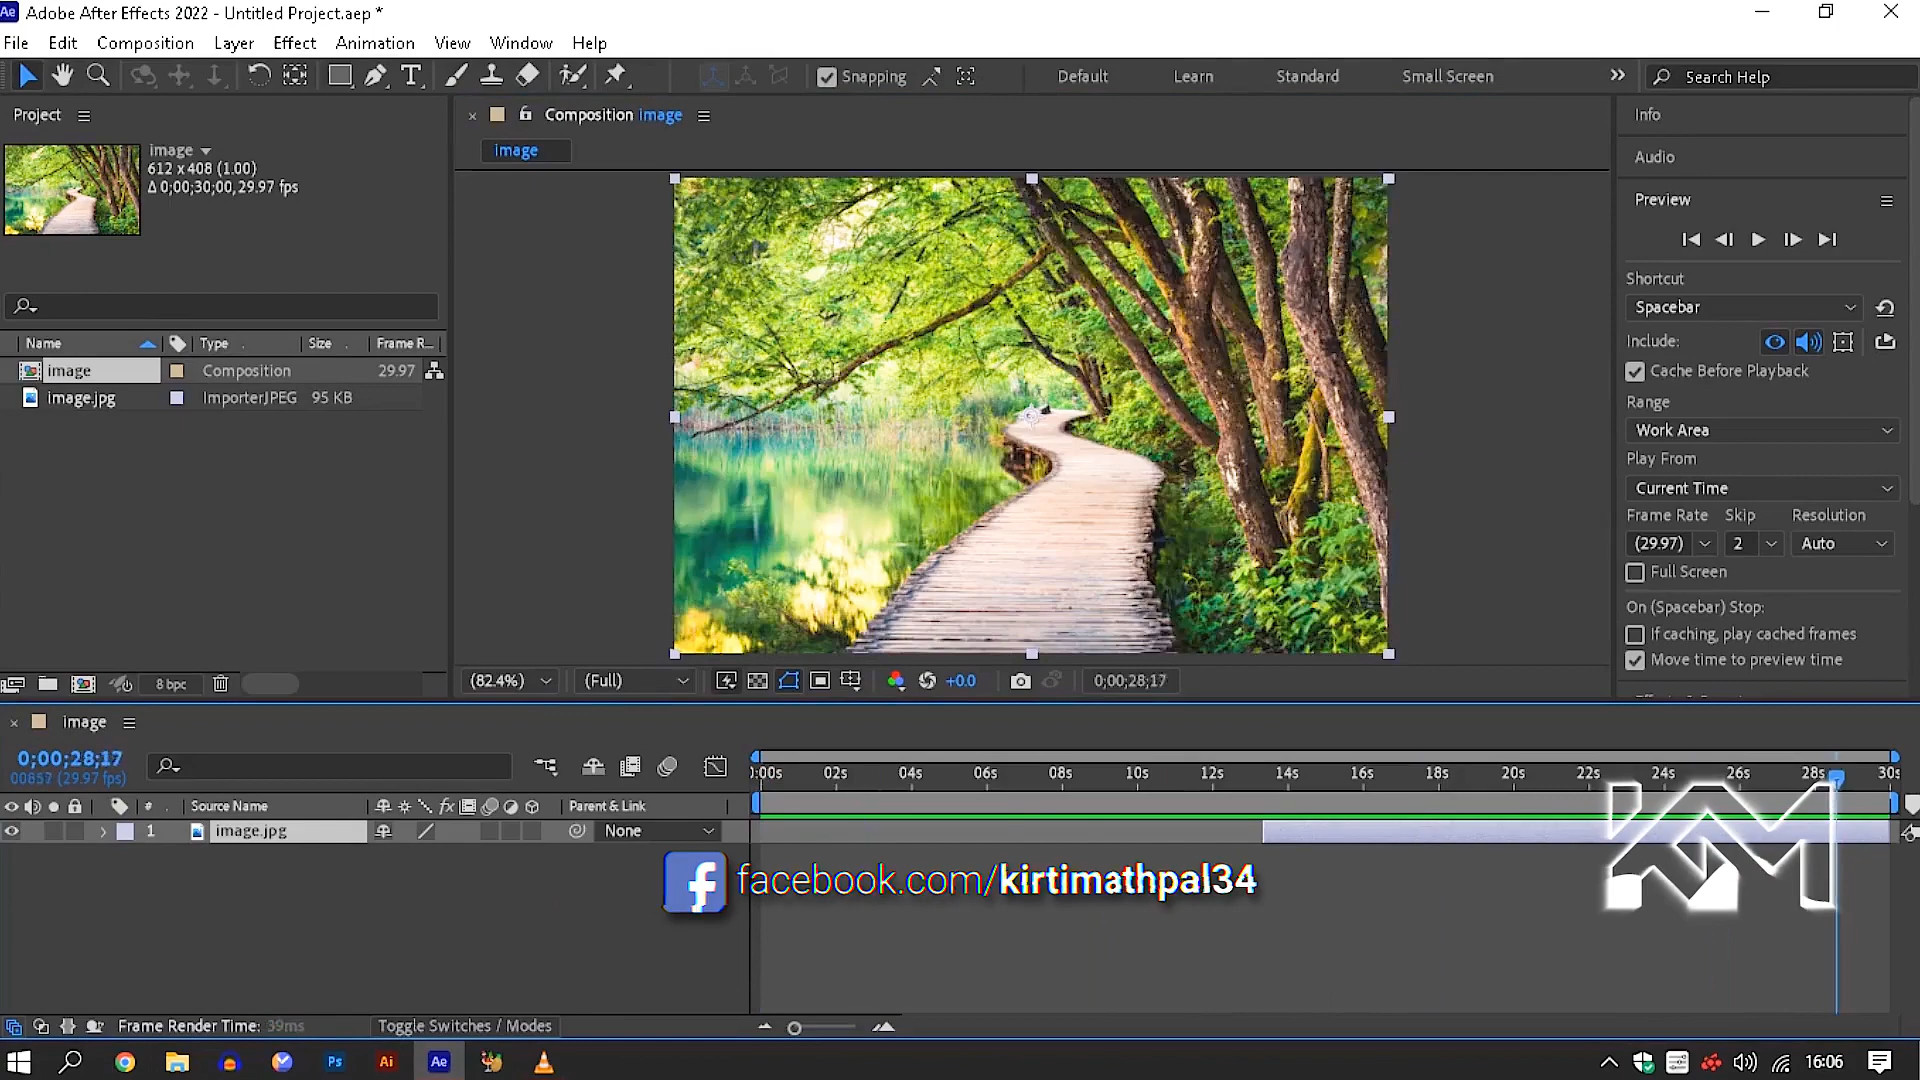 Ae Adobe After Effects 2022 - Untitled Project.aep *
File Edit Composition Layer Effect Animation View Window Help
Snapping Default Learn Standard Small Screen Search Help
Project
image
612 x 408 (1.00)
Δ 0;00;30;00, 29.97 fps
Name Type Size Frame R...
image Composition 29.97
image.jpg ImporterJPEG 95 KB
8 bpc
Composition image
image
(82.4%) (Full) +0.0 0;00;28;17
Info
Audio
Preview
Shortcut
Spacebar
Include:
Cache Before Playback
Range
Work Area
Play From
Current Time
Frame Rate Skip Resolution
(29.97) 2 Auto
Full Screen
On (Spacebar) Stop:
If caching, play cached frames
Move time to preview time
image
0;00;28;17
00857 (29.97 fps)
:00s 02s 04s 06s 08s 10s 12s 14s 16s 18s 20s 22s 24s 26s 28s 30s
# Source Name fx Parent & Link
1 image.jpg None
facebook.com/kirtimathpal34
KM
Frame Render Time: 39ms Toggle Switches / Modes
Ps Ai Ae 16:06